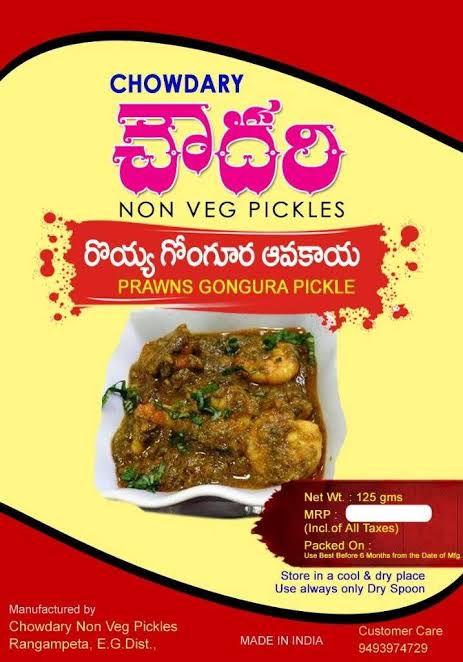 CHOWDARY
చౌదరి
NON VEG PICKLES
రొయ్య గోంగూర ఆవకాయ
PRAWNS GONGURA PICKLE
Net Wt. : 125 gms
MRP :
(Incl.of All Taxes)
Packed On :
Use Best Before 6 Months from the Date of Mfg.
Store in a cool & dry place
Use always only Dry Spoon
Manufactured by
Chowdary Non Veg Pickles
Rangampeta, E.G.Dist.,
MADE IN INDIA
Customer Care
9493974729